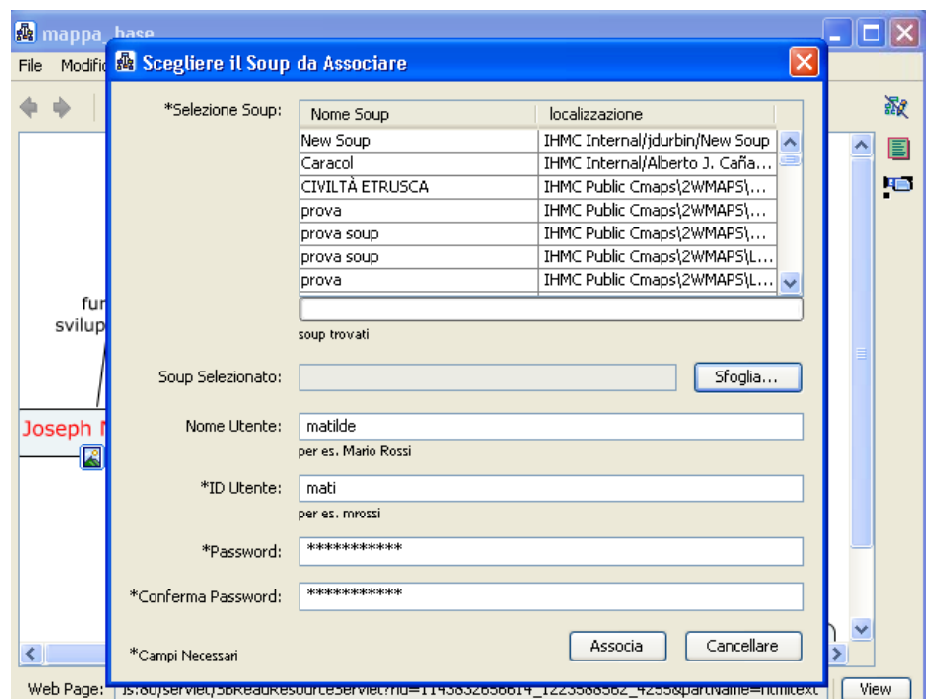 mappa_base
File Modific
Scegliere il Soup da Associare
*Selezione Soup:
Nome Soup localizzazione
New Soup IHMC Internal/jdurbin/New Soup
Caracol IHMC Internal/Alberto J. Caña...
CIVILTÀ ETRUSCA IHMC Public Cmaps\2WMAPS\...
prova IHMC Public Cmaps\2WMAPS\...
prova soup IHMC Public Cmaps\2WMAPS\...
prova soup IHMC Public Cmaps\2WMAPS\L...
prova IHMC Public Cmaps\2WMAPS\L...
soup trovati
fur
svilup
Soup Selezionato: Sfoglia...
Joseph N
Nome Utente: matilde
per es. Mario Rossi
*ID Utente: mati
per es. mrossi
*Password: ***********
*Conferma Password: ***********
*Campi Necessari
Associa Cancellare
Web Page: View